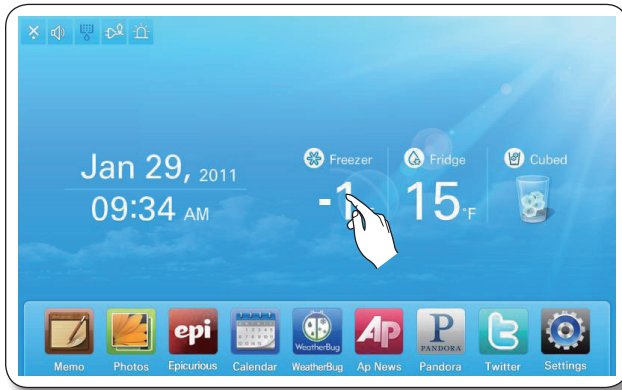 Jan 29, 2011
09:34 AM
Freezer
-1
Fridge
15°F
Cubed
epi
WeatherBug
AP
P
PANDORA
Memo
Photos
Epicurious
Calendar
WeatherBug
Ap News
Pandora
Twitter
Settings